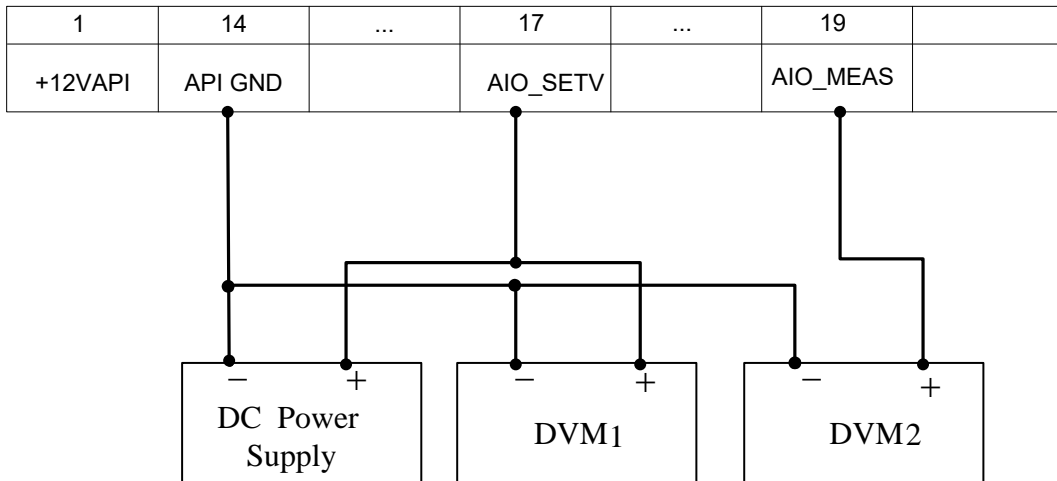 1 14 ... 17 ... 19
+12VAPI API GND AIO_SETV AIO_MEAS
− + − + − +
DC Power
Supply
DVM1
DVM2